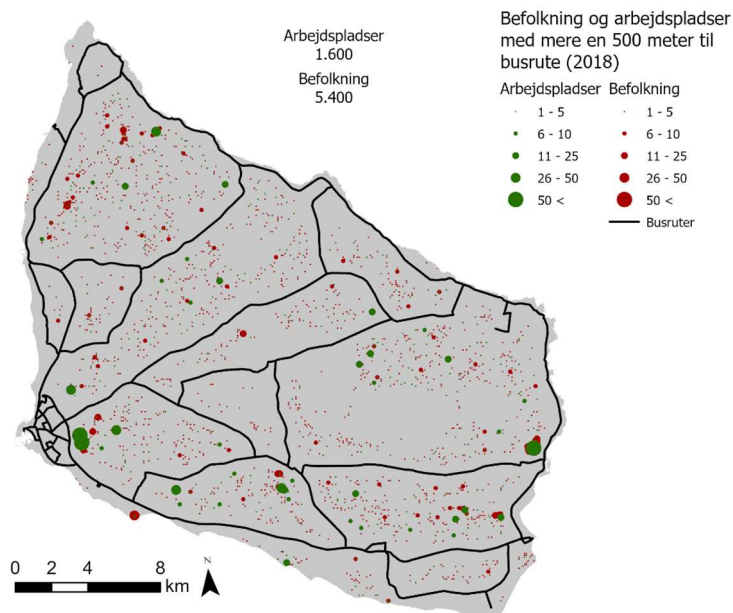 Arbejdspladser
1.600
Befolkning
5.400
Befolkning og arbejdspladser
med mere en 500 meter til
busrute (2018)
Arbejdspladser Befolkning
1 - 5 1 - 5
6 - 10 6 - 10
11 - 25 11 - 25
26 - 50 26 - 50
50 < 50 <
Busruter
0 2 4 8
km
N